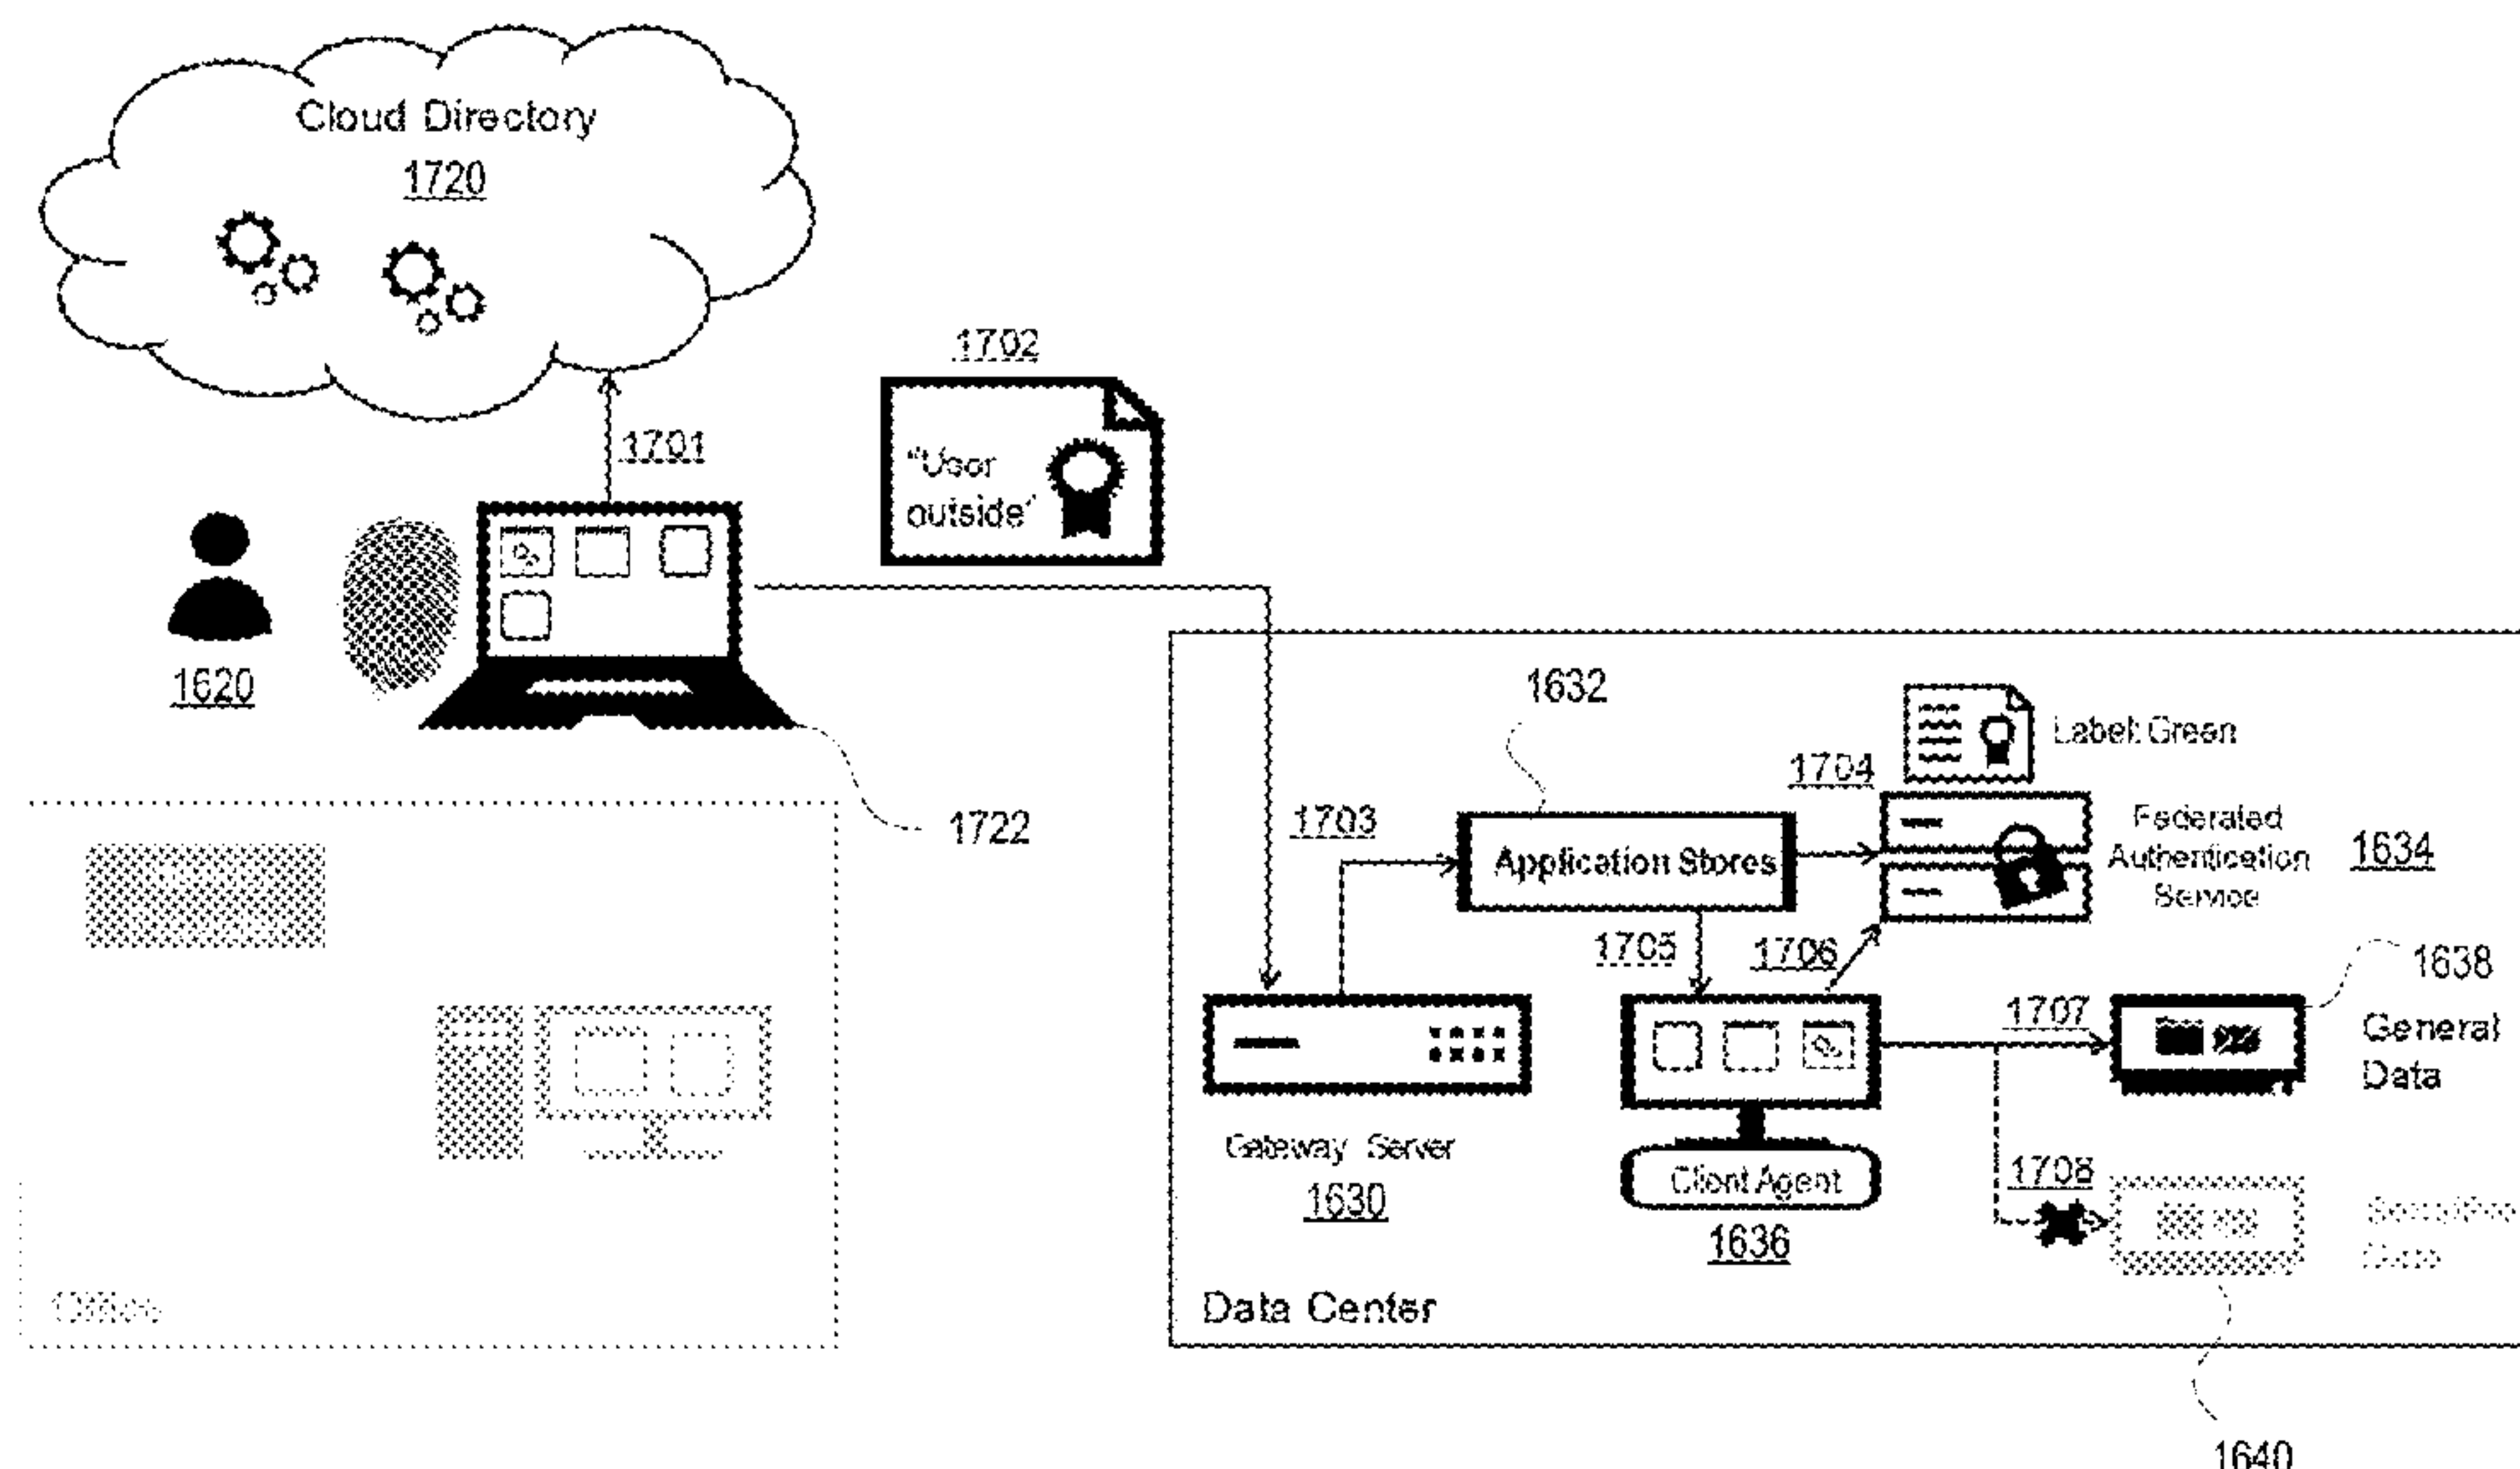 Cloud Directory
1720
1702
1701
"User
outside"
1620
1722
1632
Label: Green
1704
1703
Application Stores
Federated
Authentication
Service
1634
1705
1706
1638
1707
General
Data
Gateway Server
1630
Client Agent
1636
1708
Office
Data Center
1640